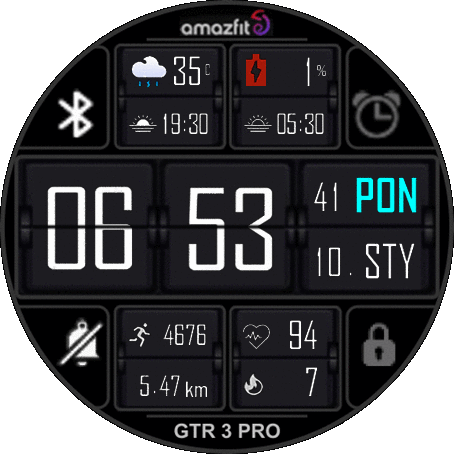 amazfit
35 1 %
19:30 05:30
06 53 41 PON
10. STY
4676 94
5.47 km 7
GTR 3 PRO